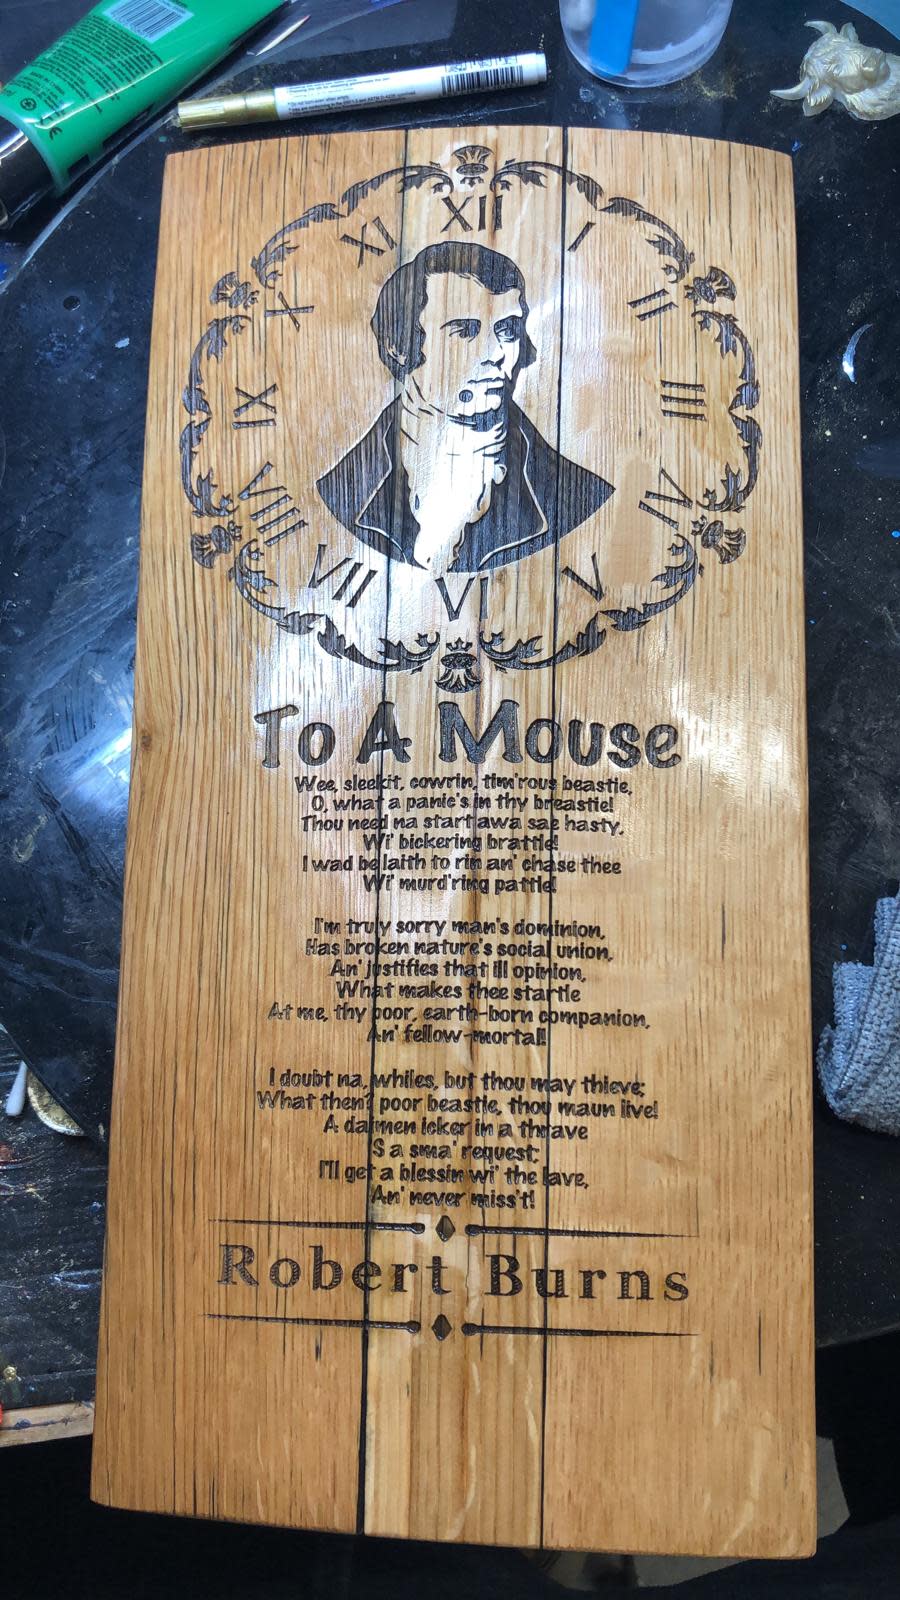 XII
I
II
III
IV
V
VI
VII
VIII
IX
X
XI
To A Mouse
Wee, sleekit, cowrin, tim'rous beastie,
O, what a panic's in thy breastie!
Thou need na start awa sae hasty,
Wi' bickering brattle!
I wad be laith to rin an' chase thee
Wi' murd'ring pattle!
I'm truly sorry man's dominion,
Has broken nature's social union,
An' justifies that ill opinion,
What makes thee startle
At me, thy poor, earth-born companion,
An' fellow-mortal!
I doubt na, whiles, but thou may thieve;
What then? poor beastie, thou maun live!
A daimen icker in a thrave
S a sma' request;
I'll get a blessin wi' the lave,
An' never miss't!
Robert Burns